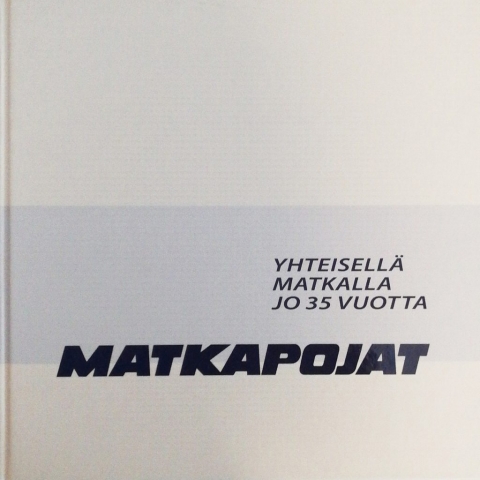 YHTEISELLÄ
MATKALLA
JO 35 VUOTTA
MATKAPOJAT